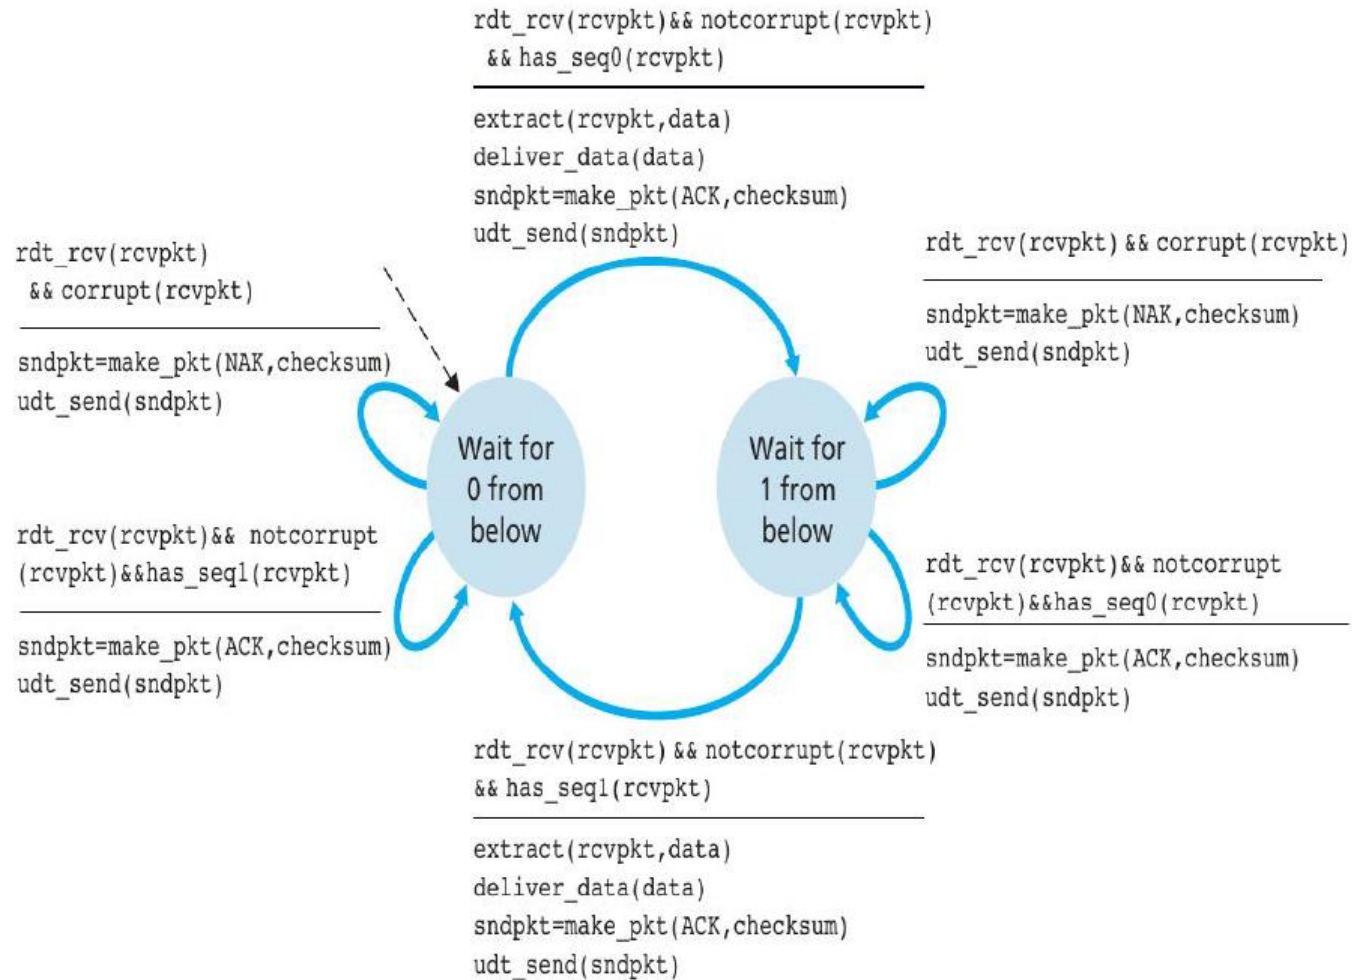 rdt_rcv(rcvpkt)&& notcorrupt(rcvpkt)
&& has_seq0(rcvpkt)
extract(rcvpkt,data)
deliver_data(data)
sndpkt=make_pkt(ACK,checksum)
udt_send(sndpkt)
rdt_rcv(rcvpkt)
&& corrupt(rcvpkt)
sndpkt=make_pkt(NAK,checksum)
udt_send(sndpkt)
rdt_rcv(rcvpkt) && corrupt(rcvpkt)
sndpkt=make_pkt(NAK,checksum)
udt_send(sndpkt)
Wait for
0 from
below
Wait for
1 from
below
rdt_rcv(rcvpkt)&& notcorrupt
(rcvpkt)&&has_seq1(rcvpkt)
sndpkt=make_pkt(ACK,checksum)
udt_send(sndpkt)
rdt_rcv(rcvpkt)&& notcorrupt
(rcvpkt)&&has_seq0(rcvpkt)
sndpkt=make_pkt(ACK,checksum)
udt_send(sndpkt)
rdt_rcv(rcvpkt) && notcorrupt(rcvpkt)
&& has_seq1(rcvpkt)
extract(rcvpkt,data)
deliver_data(data)
sndpkt=make_pkt(ACK,checksum)
udt_send(sndpkt)